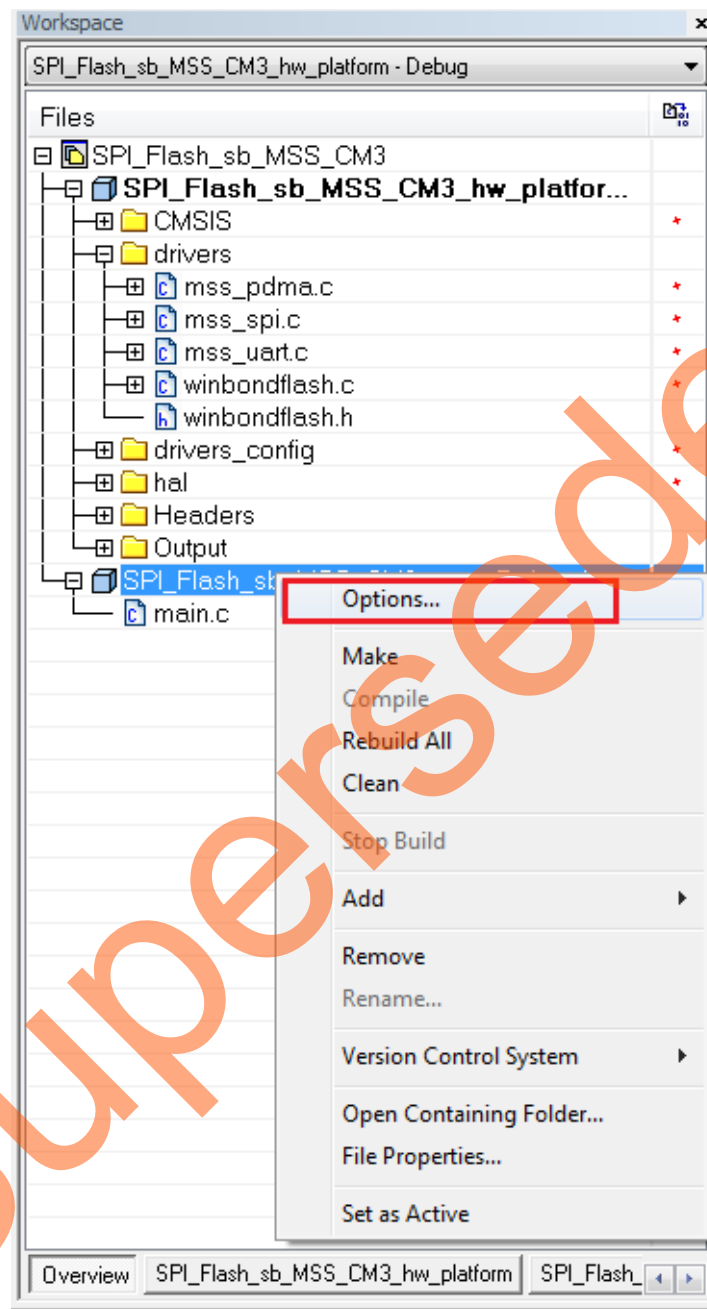 Workspace
SPI_Flash_sb_MSS_CM3_hw_platform - Debug
Files
SPI_Flash_sb_MSS_CM3
SPI_Flash_sb_MSS_CM3_hw_platfor...
CMSIS
drivers
mss_pdma.c
mss_spi.c
mss_uart.c
winbondflash.c
winbondflash.h
drivers_config
hal
Headers
Output
SPI_Flash_sb
main.c
Options...
Make
Compile
Rebuild All
Clean
Stop Build
Add
Remove
Rename...
Version Control System
Open Containing Folder...
File Properties...
Set as Active
Overview SPI_Flash_sb_MSS_CM3_hw_platform SPI_Flash_
Supersede